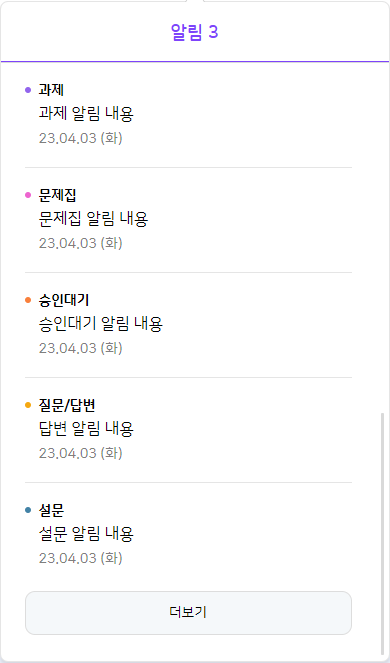 알림 3
과제
과제 알림 내용
23.04.03 (화)
문제집
문제집 알림 내용
23.04.03 (화)
승인대기
승인대기 알림 내용
23.04.03 (화)
질문/답변
답변 알림 내용
23.04.03 (화)
설문
설문 알림 내용
23.04.03 (화)
더보기